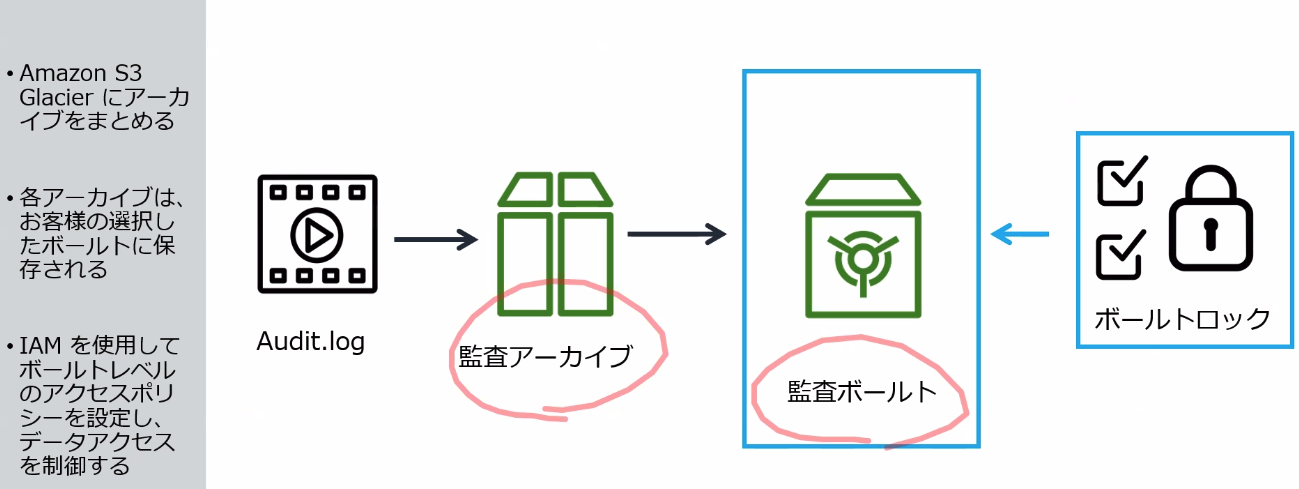 • Amazon S3
Glacier にアーカ
イブをまとめる
• 各アーカイブは、
お客様の選択し
たボールトに保
存される
• IAM を使用して
ボールトレベル
のアクセスポリ
シーを設定し、
データアクセス
を制御する
Audit.log
監査アーカイブ
監査ボールト
ボールトロック